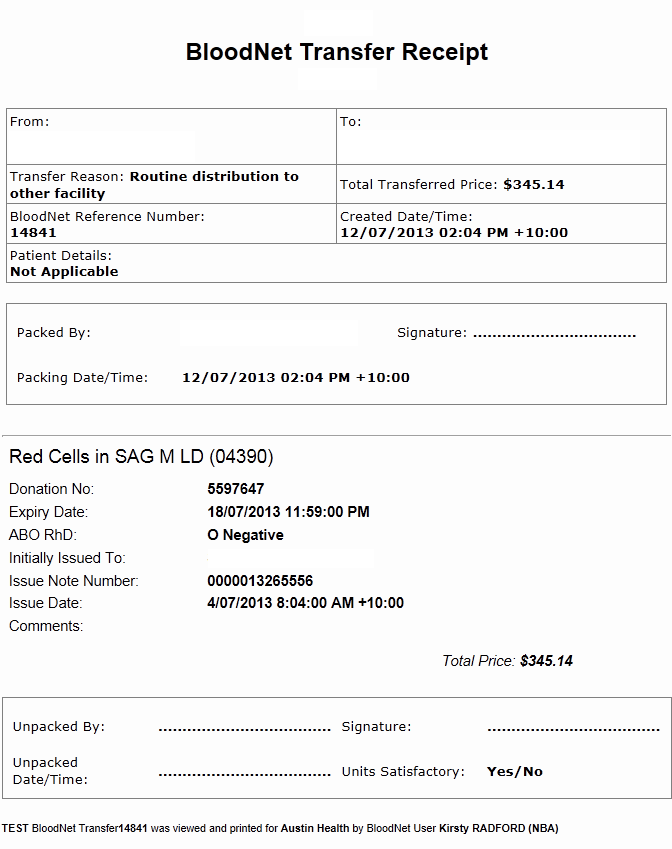 BloodNet Transfer Receipt
From:
To:
Transfer Reason: Routine distribution to
other facility
Total Transferred Price: $345.14
BloodNet Reference Number:
14841
Created Date/Time:
12/07/2013 02:04 PM +10:00
Patient Details:
Not Applicable
Packed By:
Signature: ..................................
Packing Date/Time: 12/07/2013 02:04 PM +10:00
Red Cells in SAG M LD (04390)
Donation No: 5597647
Expiry Date: 18/07/2013 11:59:00 PM
ABO RhD: O Negative
Initially Issued To:
Issue Note Number: 0000013265556
Issue Date: 4/07/2013 8:04:00 AM +10:00
Comments:
Total Price: $345.14
Unpacked By: .................................... Signature: ....................................
Unpacked
Date/Time: .................................... Units Satisfactory: Yes/No
TEST BloodNet Transfer14841 was viewed and printed for Austin Health by BloodNet User Kirsty RADFORD (NBA)